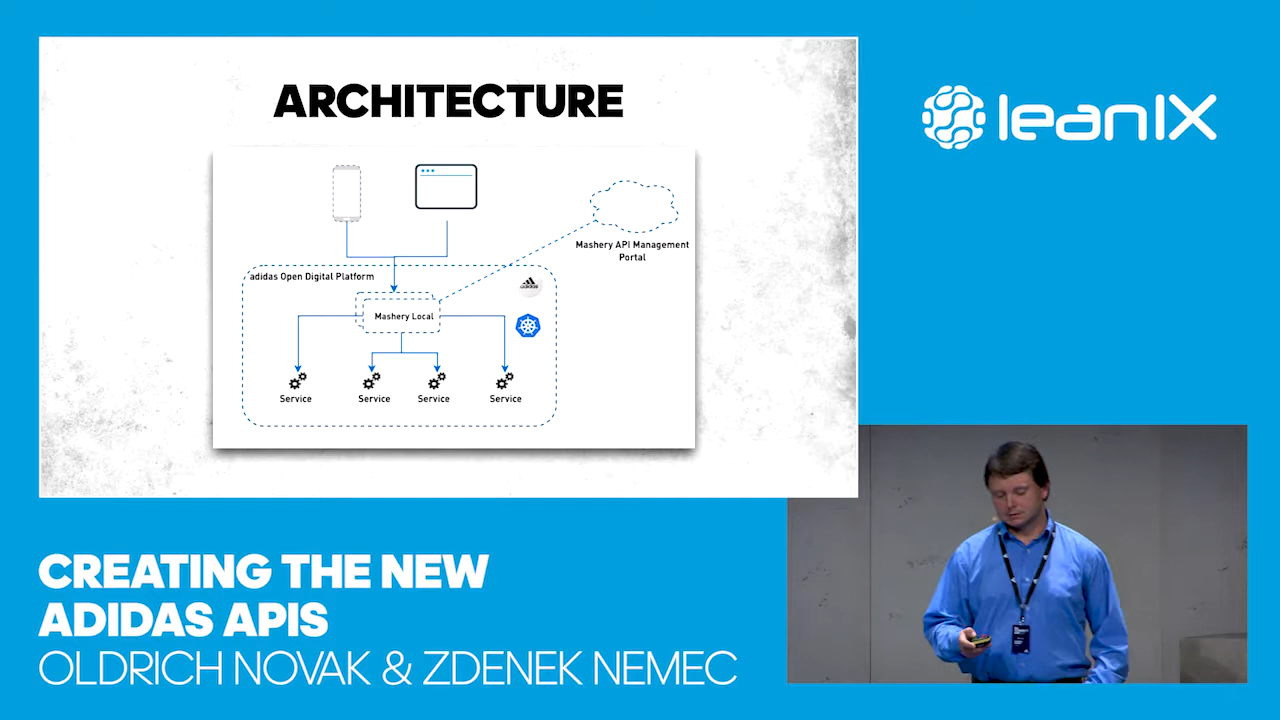 ARCHITECTURE
leanIX
Mashery API Management
Portal
adidas Open Digital Platform
adidas
Mashery Local
Service Service Service Service
CREATING THE NEW
ADIDAS APIS
OLDRICH NOVAK & ZDENEK NEMEC